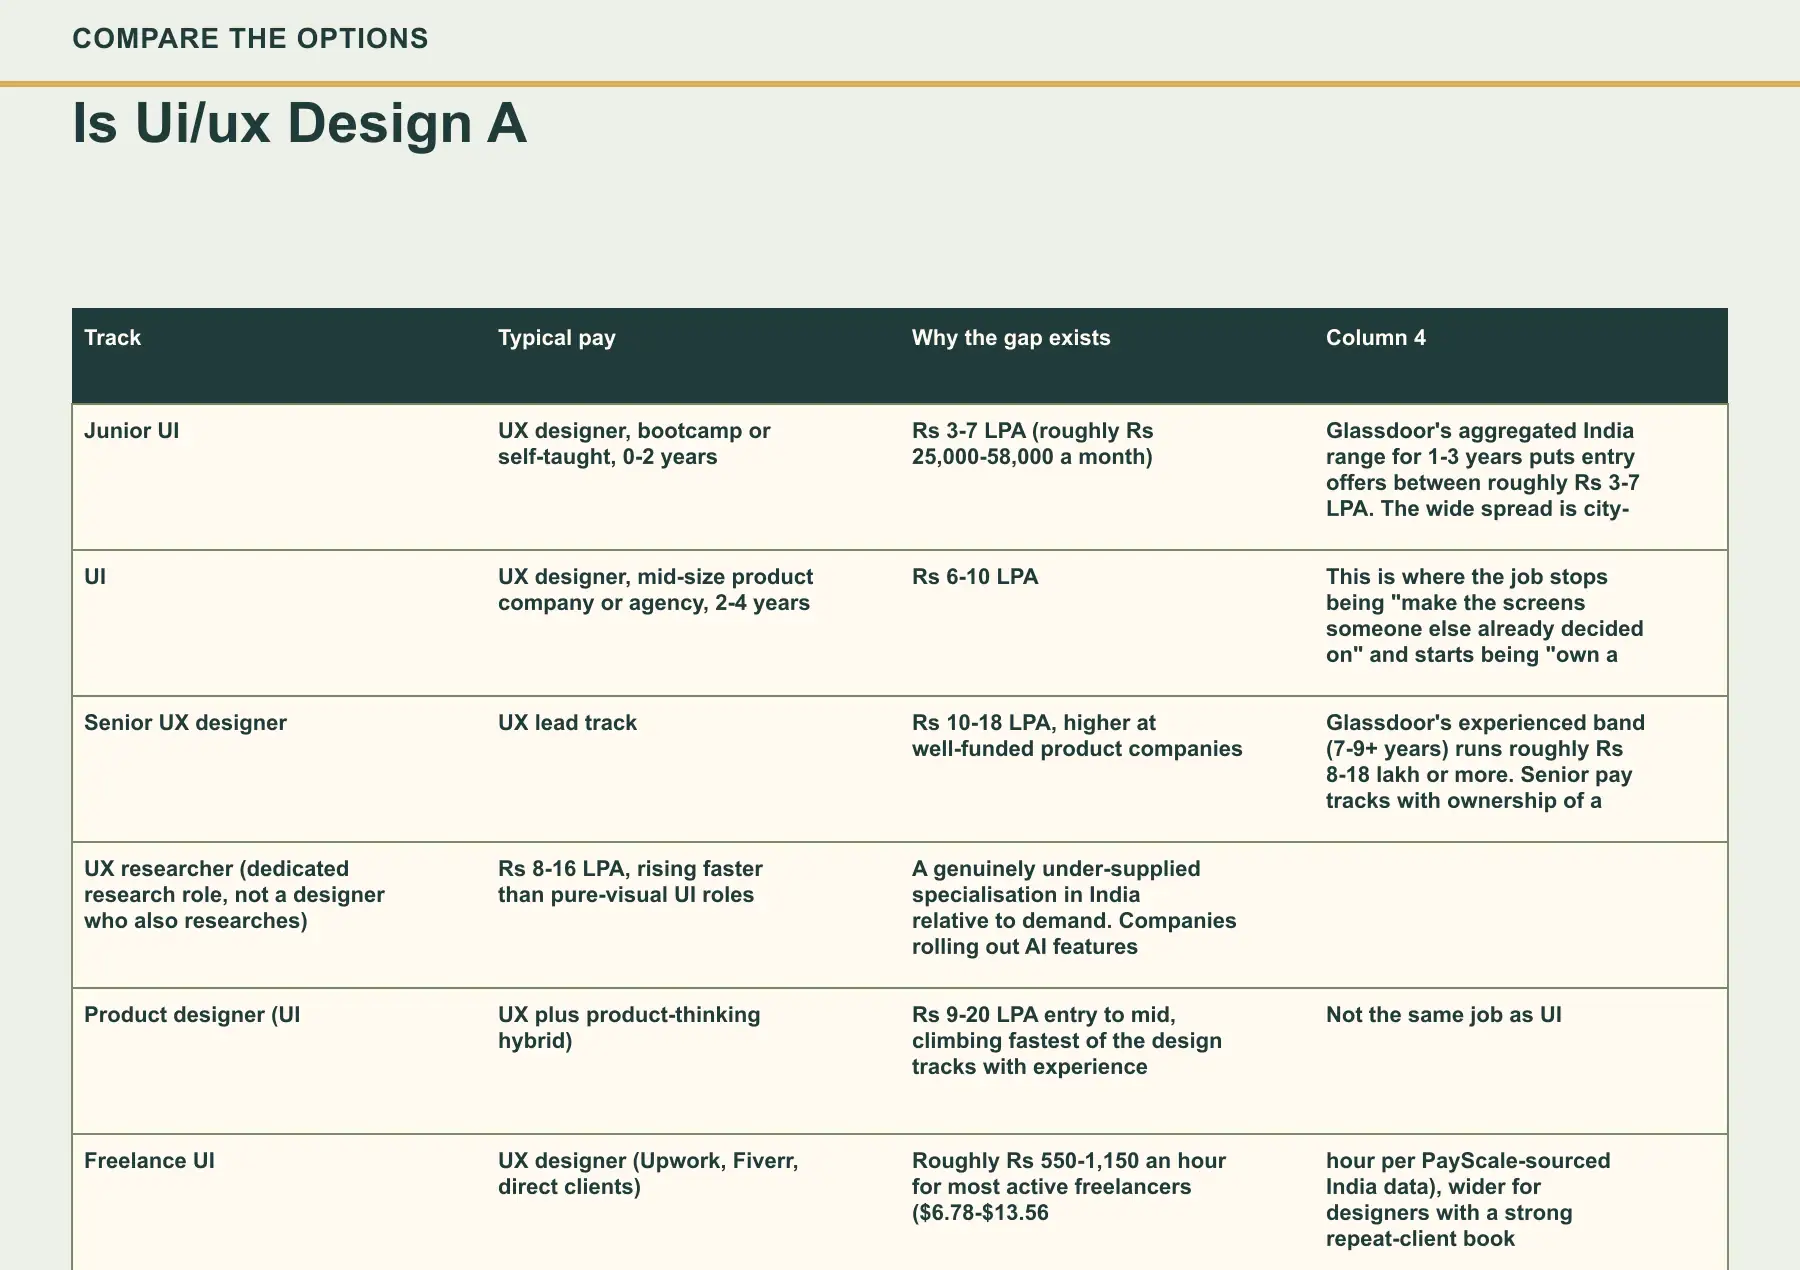 COMPARE THE OPTIONS
Is Ui/ux Design A
Track
Typical pay
Why the gap exists
Column 4
Junior UI
UX designer, bootcamp or
self-taught, 0-2 years
Rs 3-7 LPA (roughly Rs
25,000-58,000 a month)
Glassdoor's aggregated India
range for 1-3 years puts entry
offers between roughly Rs 3-7
LPA. The wide spread is city-
UI
UX designer, mid-size product
company or agency, 2-4 years
Rs 6-10 LPA
This is where the job stops
being "make the screens
someone else already decided
on" and starts being "own a
Senior UX designer
UX lead track
Rs 10-18 LPA, higher at
well-funded product companies
Glassdoor's experienced band
(7-9+ years) runs roughly Rs
8-18 lakh or more. Senior pay
tracks with ownership of a
UX researcher (dedicated
research role, not a designer
who also researches)
Rs 8-16 LPA, rising faster
than pure-visual UI roles
A genuinely under-supplied
specialisation in India
relative to demand. Companies
rolling out AI features
Product designer (UI
UX plus product-thinking
hybrid)
Rs 9-20 LPA entry to mid,
climbing fastest of the design
tracks with experience
Not the same job as UI
Freelance UI
UX designer (Upwork, Fiverr,
direct clients)
Roughly Rs 550-1,150 an hour
for most active freelancers
($6.78-$13.56
hour per PayScale-sourced
India data), wider for
designers with a strong
repeat-client book